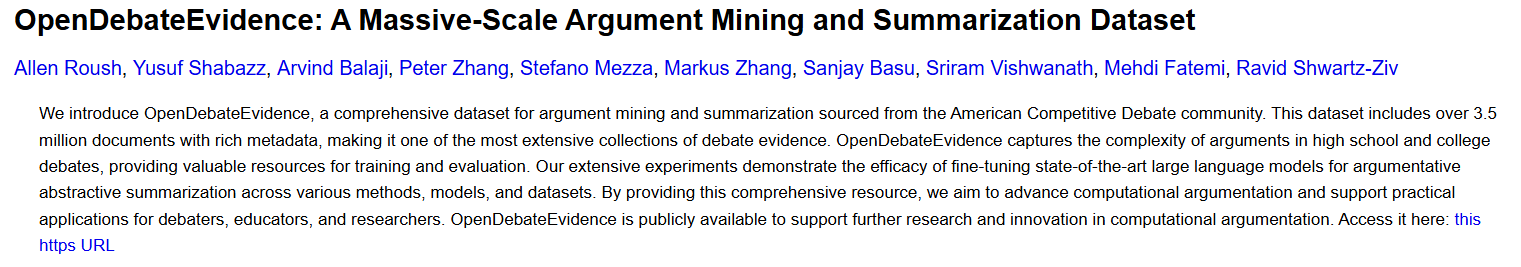 OpenDebateEvidence: A Massive-Scale Argument Mining and Summarization Dataset
Allen Roush, Yusuf Shabazz, Arvind Balaji, Peter Zhang, Stefano Mezza, Markus Zhang, Sanjay Basu, Sriram Vishwanath, Mehdi Fatemi, Ravid Shwartz-Ziv
We introduce OpenDebateEvidence, a comprehensive dataset for argument mining and summarization sourced from the American Competitive Debate community. This dataset includes over 3.5
million documents with rich metadata, making it one of the most extensive collections of debate evidence. OpenDebateEvidence captures the complexity of arguments in high school and college
debates, providing valuable resources for training and evaluation. Our extensive experiments demonstrate the efficacy of fine-tuning state-of-the-art large language models for argumentative
abstractive summarization across various methods, models, and datasets. By providing this comprehensive resource, we aim to advance computational argumentation and support practical
applications for debaters, educators, and researchers. OpenDebateEvidence is publicly available to support further research and innovation in computational argumentation. Access it here: this
https URL